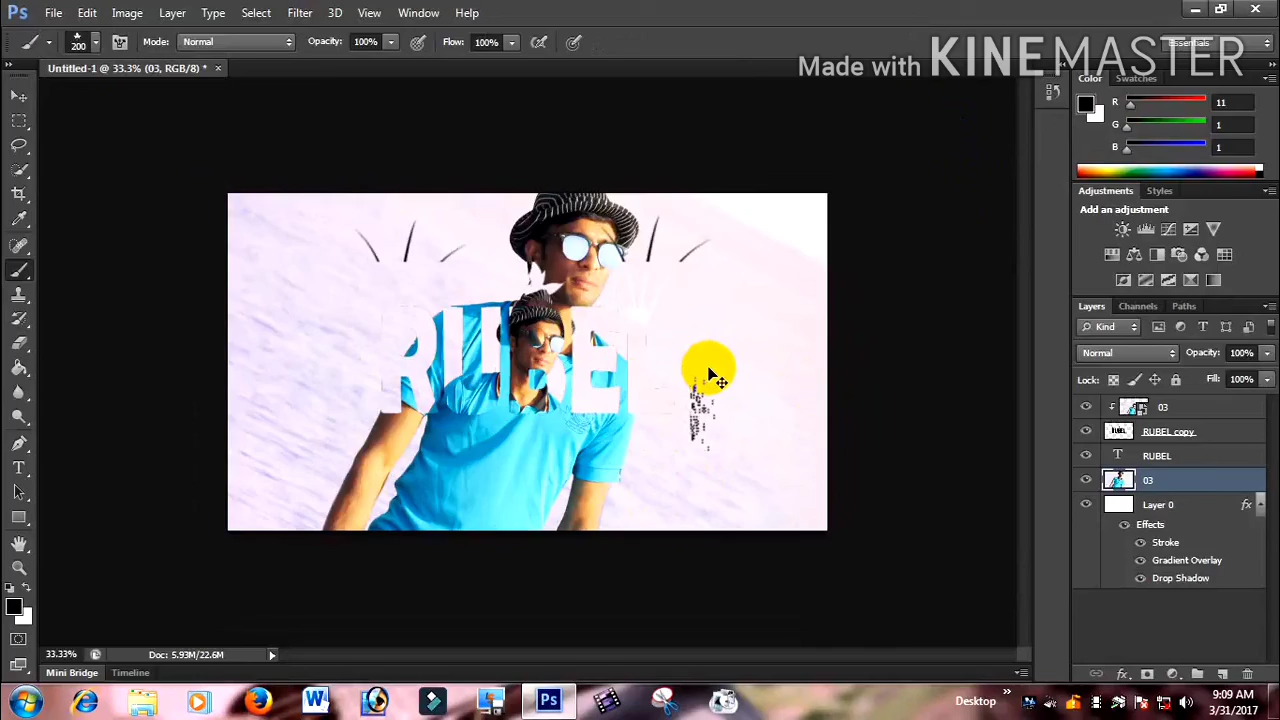 Ps File Edit Image Layer Type Select Filter 3D View Window Help
200 Mode: Normal Opacity: 100% Flow: 100% Essentials
Made with KINEMASTER
Untitled-1 @ 33.3% (03, RGB/8) * ×
Color Swatches
R 11
G 1
B 1
Adjustments Styles
Add an adjustment
Layers Channels Paths
Kind
Normal Opacity: 100%
Lock: Fill: 100%
03
RUBEL copy
T RUBEL
03
Layer 0 fx
Effects
Stroke
Gradient Overlay
Drop Shadow
RUBEL
33.33% Doc: 5.93M/22.6M
Mini Bridge Timeline
Desktop » 9:09 AM
3/31/2017